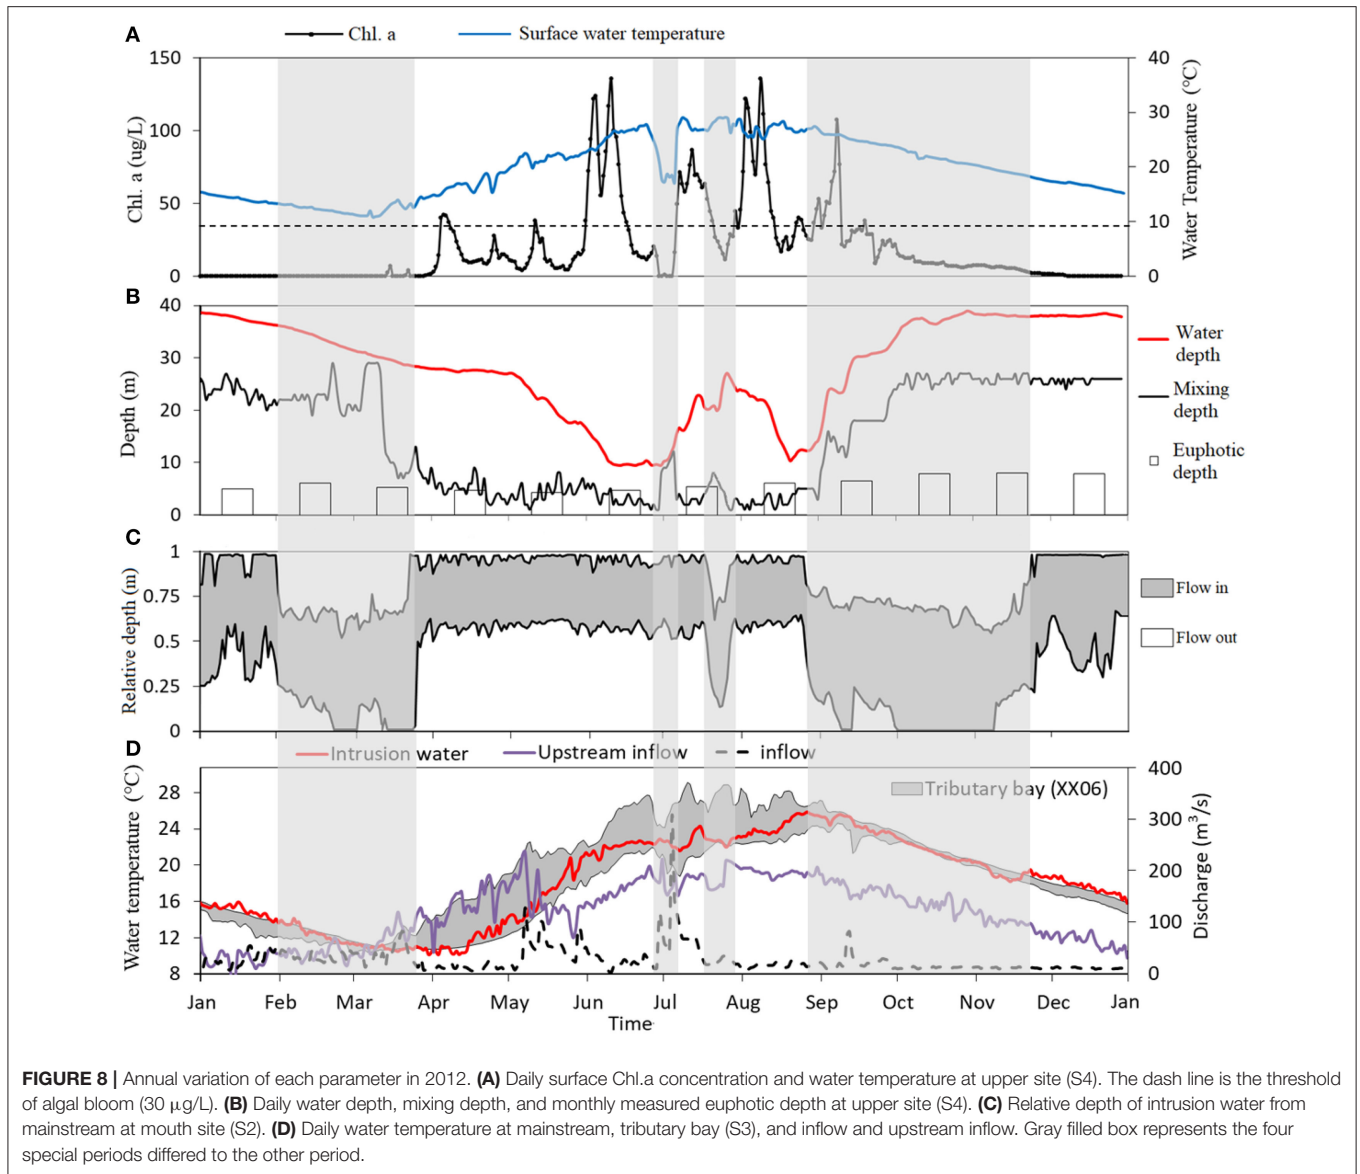 A
Chl. a
Surface water temperature
150
100
50
0
Chl. a (ug/L)
40
30
20
10
0
Water Temperature (°C)
B
40
30
20
10
0
Depth (m)
Water
depth
Mixing
depth
Euphotic
depth
C
1
0.75
0.5
0.25
0
Relative depth (m)
Flow in
Flow out
D
Intrusion water
Upstream inflow
inflow
Tributary bay (XX06)
28
24
20
16
12
8
Water temperature (°C)
400
300
200
100
0
Discharge (m³/s)
Jan Feb Mar Apr May Jun Jul Aug Sep Oct Nov Dec Jan
Time
FIGURE 8 | Annual variation of each parameter in 2012. (A) Daily surface Chl.a concentration and water temperature at upper site (S4). The dash line is the threshold
of algal bloom (30 μg/L). (B) Daily water depth, mixing depth, and monthly measured euphotic depth at upper site (S4). (C) Relative depth of intrusion water from
mainstream at mouth site (S2). (D) Daily water temperature at mainstream, tributary bay (S3), and inflow and upstream inflow. Gray filled box represents the four
special periods differed to the other period.